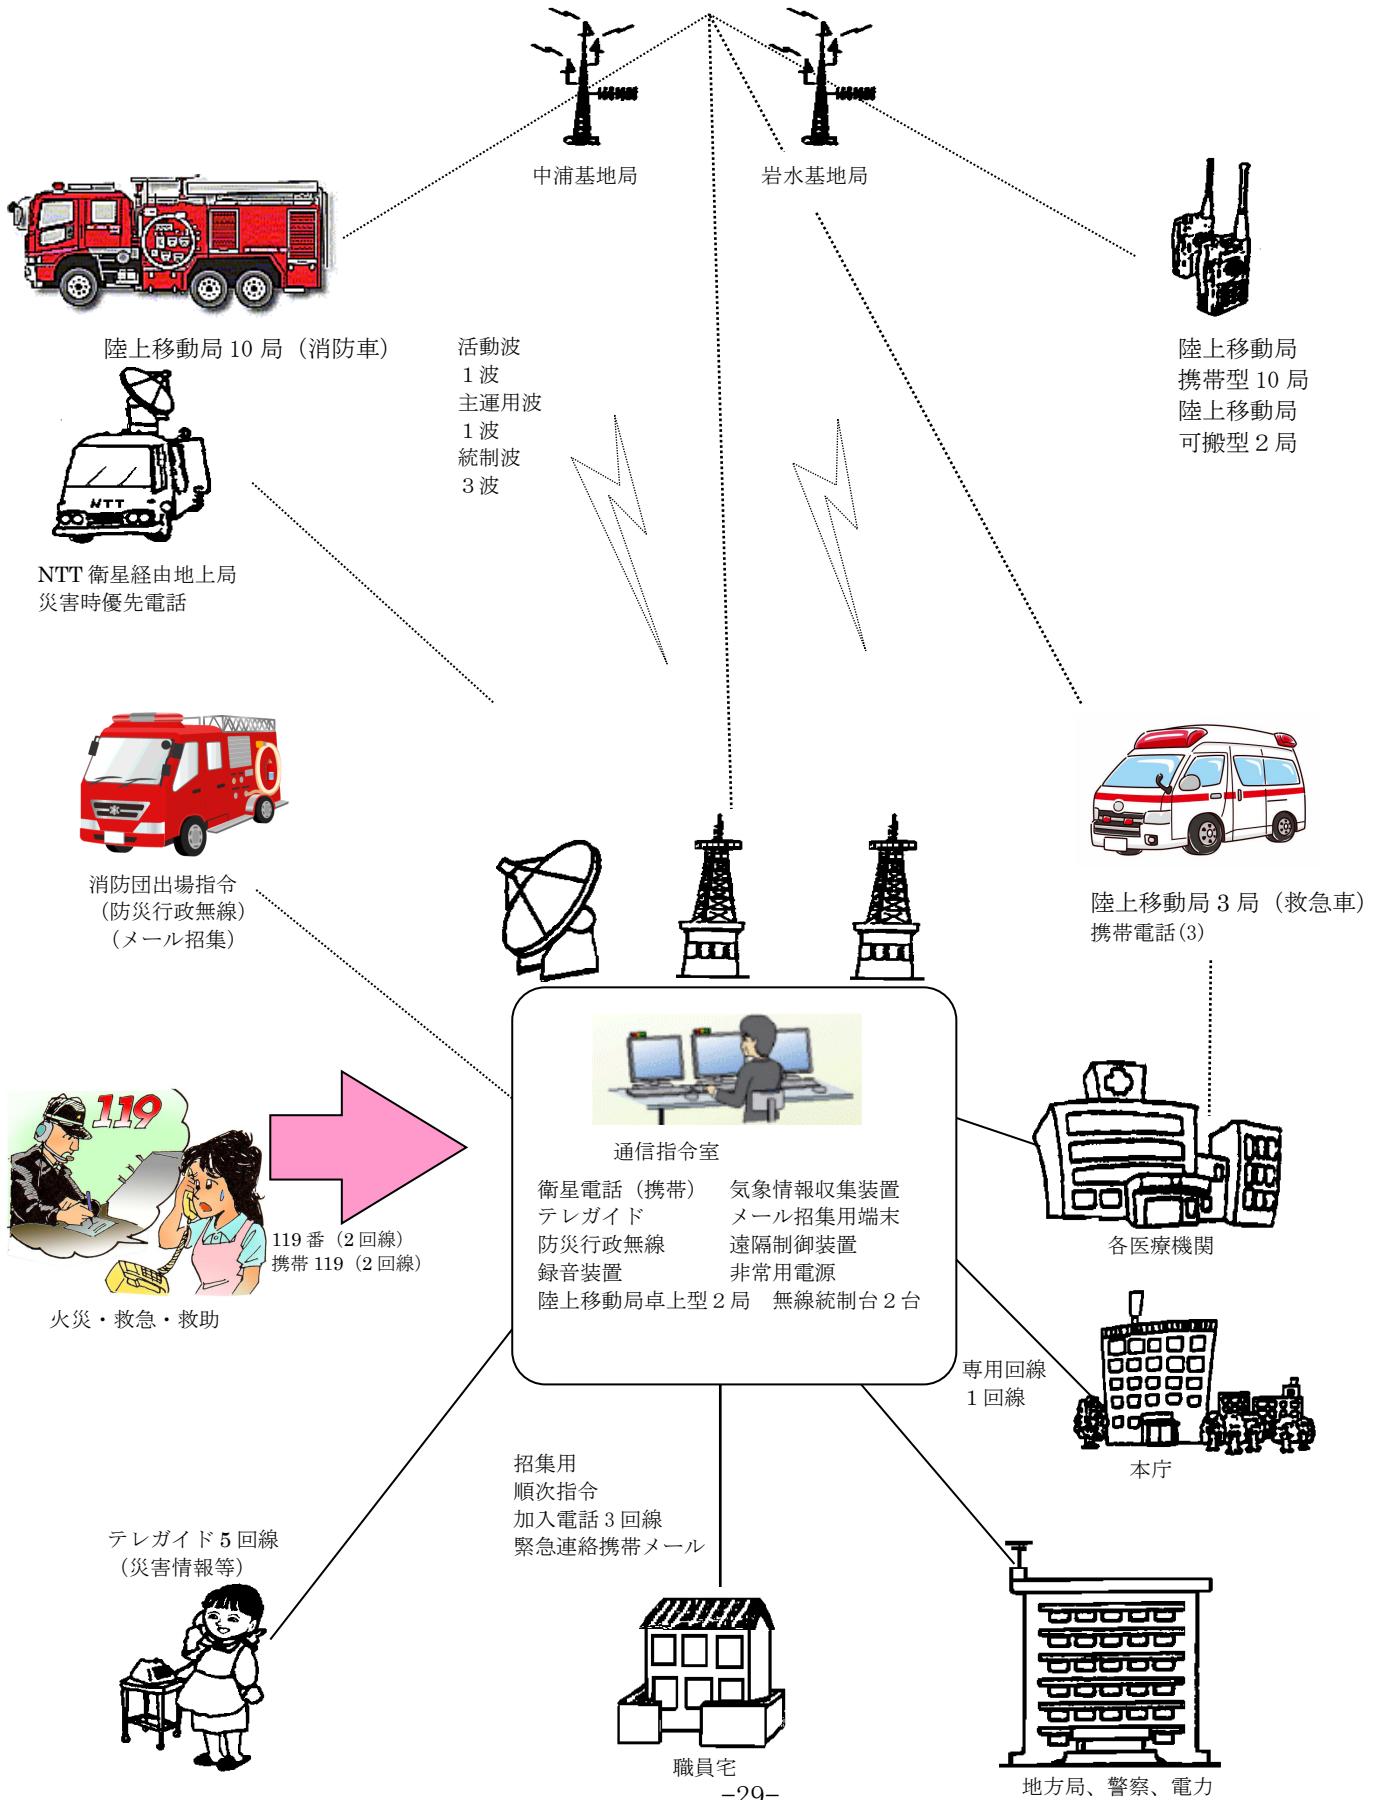 中浦基地局
岩水基地局
陸上移動局 10 局（消防車）
活動波
１波
主運用波
１波
統制波
３波
陸上移動局
携帯型 10 局
陸上移動局
可搬型２局
NTT
NTT 衛星経由地上局
災害時優先電話
消防団出場指令
（防災行政無線）
（メール招集）
陸上移動局 3 局（救急車）
携帯電話(3)
通信指令室
衛星電話（携帯）　気象情報収集装置
テレガイド　メール招集用端末
防災行政無線　遠隔制御装置
録音装置　非常用電源
陸上移動局卓上型２局　無線統制台２台
119
119 番（2 回線）
携帯 119（2 回線）
火災・救急・救助
各医療機関
専用回線
１回線
本庁
招集用
順次指令
加入電話 3 回線
緊急連絡携帯メール
テレガイド 5 回線
（災害情報等）
職員宅
地方局、警察、電力
−29−